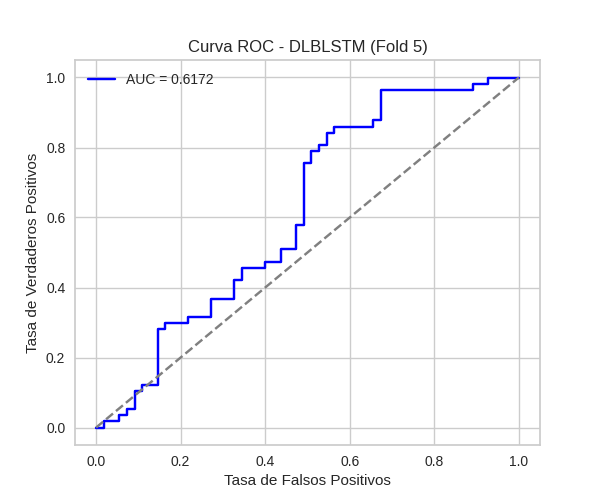 Curva ROC - DLBLSTM (Fold 5)
AUC = 0.6172
Tasa de Verdaderos Positivos
1.0
0.8
0.6
0.4
0.2
0.0
0.0 0.2 0.4 0.6 0.8 1.0
Tasa de Falsos Positivos